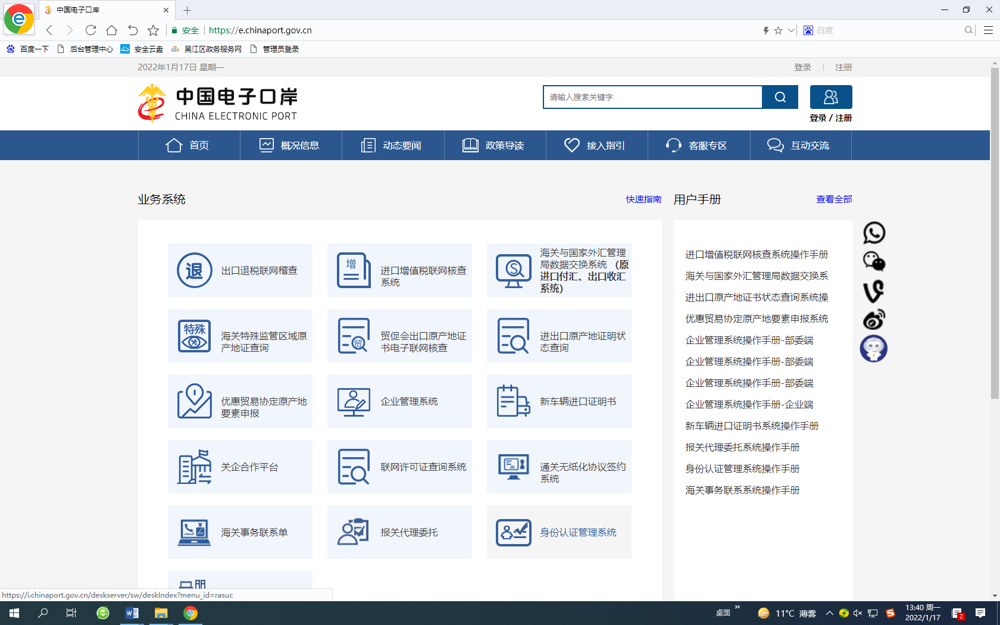 中国电子口岸
安全
https://e.chinaport.gov.cn
百度
百度一下
后台管理中心
安全云盘
吴江区政务服务网
管理员登录
2022年1月17日 星期一
登录
注册
中国电子口岸
CHINA ELECTRONIC PORT
请输入搜索关键字
登录 / 注册
首页
概况信息
动态要闻
政策导读
接入指引
客服专区
互动交流
业务系统
快速指南
退
出口退税联网稽查
增
进口增值税联网核查
系统
海关与国家外汇管理
局数据交换系统 （原
进口付汇、出口收汇
系统）
特殊
海关特殊监管区域原
产地证查询
贸促会出口原产地证
书电子联网核查
进出口原产地证明状
态查询
优惠贸易协定原产地
要素申报
企业管理系统
新车辆进口证明书
关企合作平台
联网许可证查询系统
通关无纸化协议签约
系统
海关事务联系单
报关代理委托
身份认证管理系统
用户手册
查看全部
进口增值税联网核查系统操作手册
海关与国家外汇管理局数据交换系
进出口原产地证书状态查询系统操
优惠贸易协定原产地要素申报系统
企业管理系统操作手册-部委端
企业管理系统操作手册-部委端
企业管理系统操作手册-部委端
企业管理系统操作手册-企业端
新车辆进口证明书系统操作手册
报关代理委托系统操作手册
身份认证管理系统操作手册
海关事务联系系统操作手册
https://i.chinaport.gov.cn/deskserver/sw/deskIndex?menu_id=rasuc
桌面
11°C 薄雾
13:40 周一
2022/1/17
2